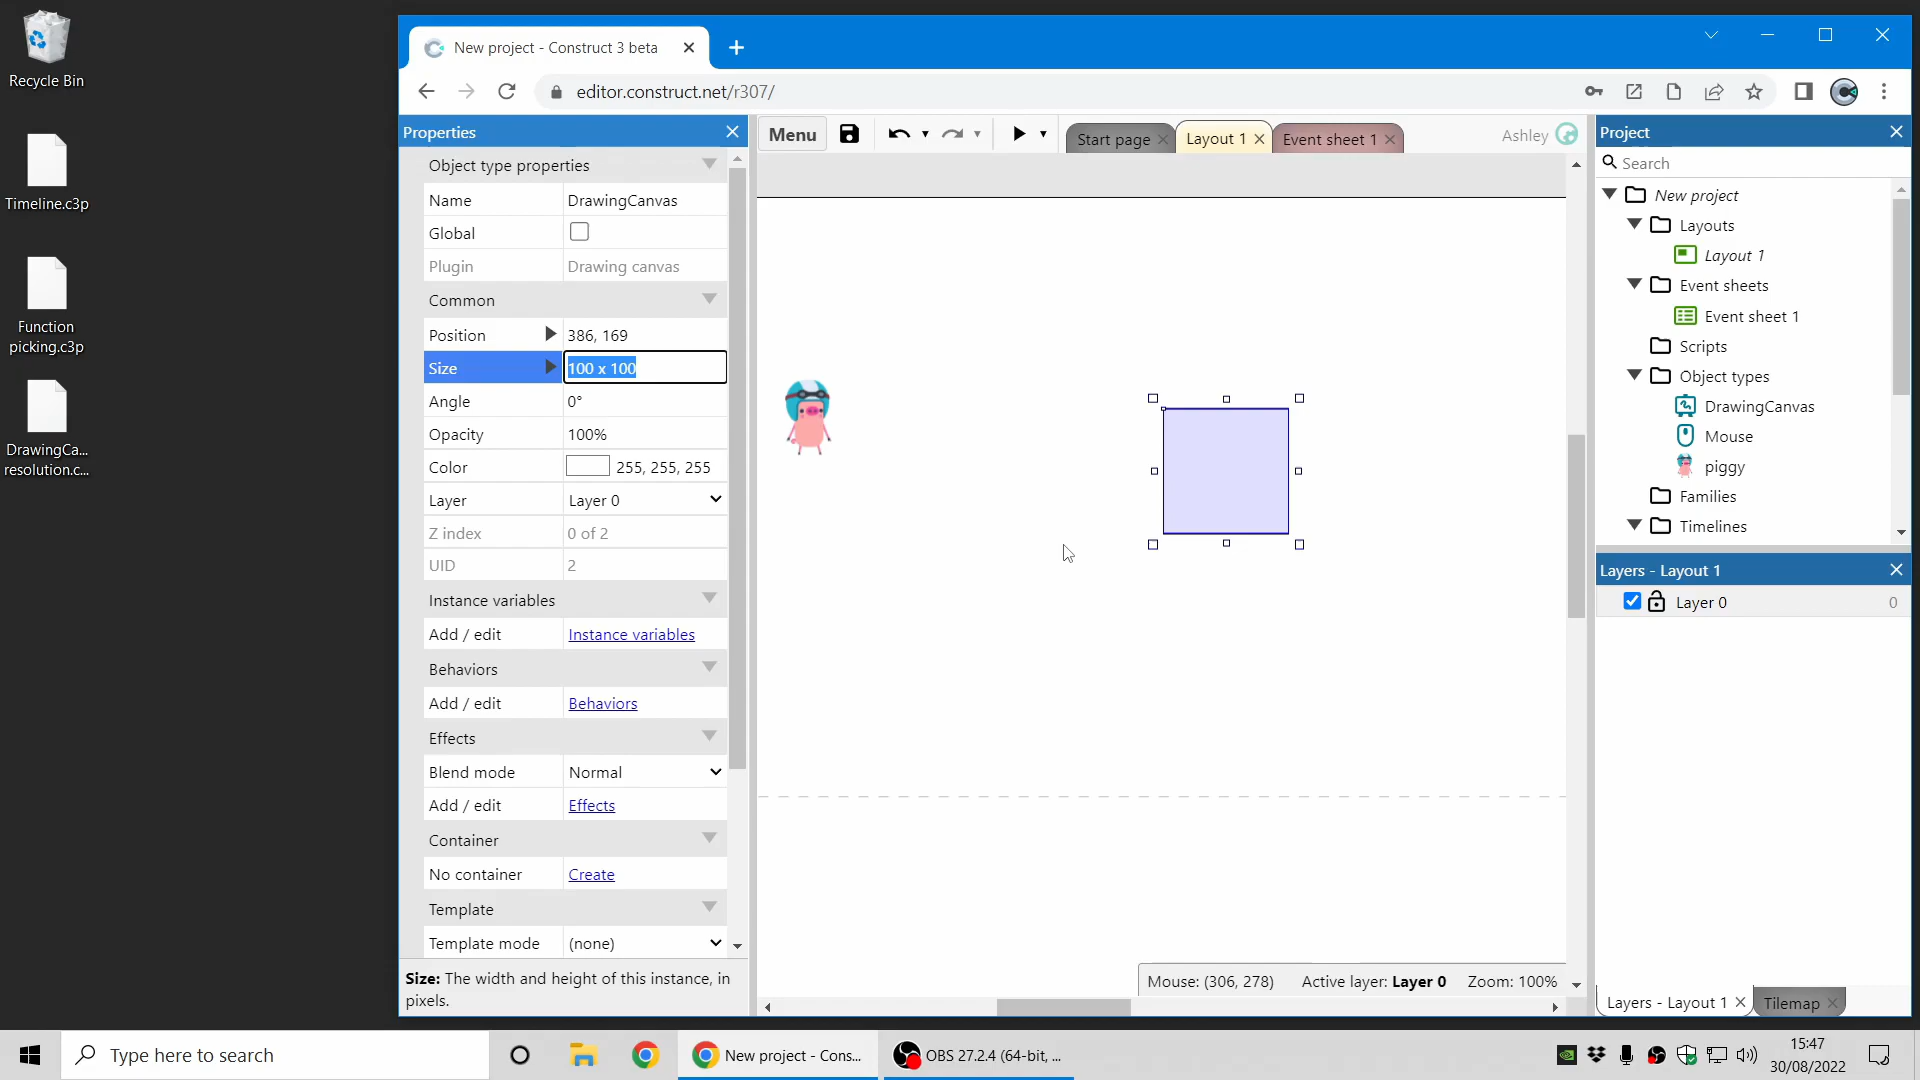 Recycle Bin
Timeline.c3p
Function
picking.c3p
DrawingCa...
resolution.c...
New project - Construct 3 beta
editor.construct.net/r307/
Properties
Object type properties
Name DrawingCanvas
Global
Plugin Drawing canvas
Common
Position 386, 169
Size 100 x 100
Angle 0°
Opacity 100%
Color 255, 255, 255
Layer Layer 0
Z index 0 of 2
UID 2
Instance variables
Add / edit Instance variables
Behaviors
Add / edit Behaviors
Effects
Blend mode Normal
Add / edit Effects
Container
No container Create
Template
Template mode (none)
Size: The width and height of this instance, in
pixels.
Menu
Start page Layout 1 Event sheet 1
Ashley
Mouse: (306, 278) Active layer: Layer 0 Zoom: 100%
Project
Search
New project
Layouts
Layout 1
Event sheets
Event sheet 1
Scripts
Object types
DrawingCanvas
Mouse
piggy
Families
Timelines
Layers - Layout 1
Layer 0 0
Layers - Layout 1 Tilemap
Type here to search
New project - Cons...
OBS 27.2.4 (64-bit, ...
15:47
30/08/2022